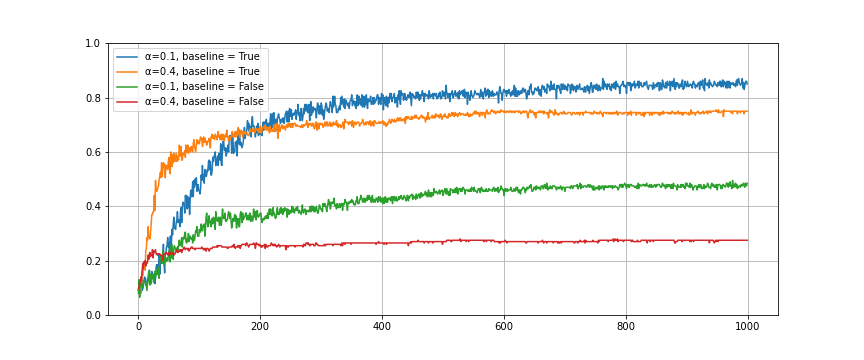 1.0
0.8
0.6
0.4
0.2
0.0
α=0.1, baseline = True
α=0.4, baseline = True
α=0.1, baseline = False
α=0.4, baseline = False
0 200 400 600 800 1000